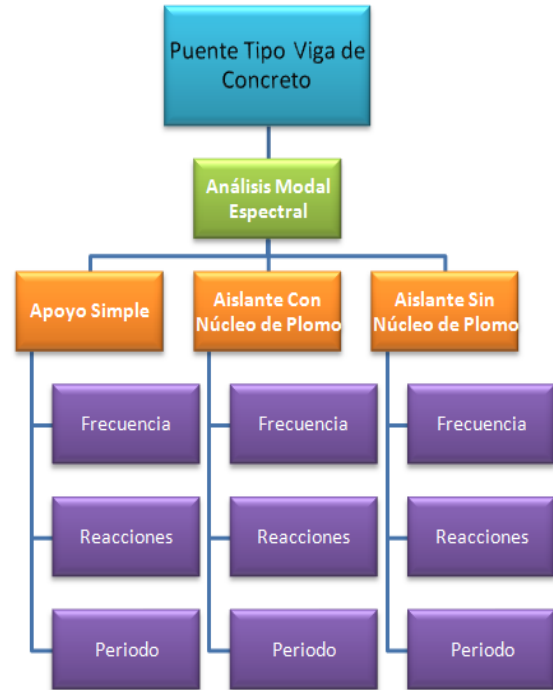 Puente Tipo Viga de
Concreto
Análisis Modal
Espectral
Apoyo Simple
Aislante Con
Núcleo de Plomo
Aislante Sin
Núcleo de Plomo
Frecuencia
Frecuencia
Frecuencia
Reacciones
Reacciones
Reacciones
Periodo
Periodo
Periodo